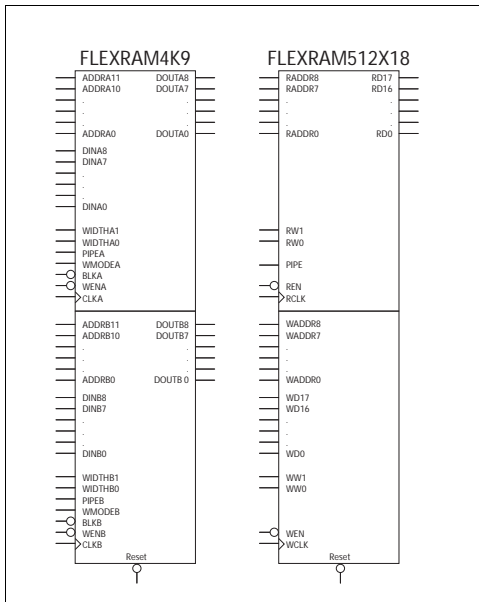 FLEXRAM4K9
ADDRA11 DOUTA8
ADDRA10 DOUTA7
. .
. .
. .
ADDRA0 DOUTA0
DINA8
DINA7
.
.
.
DINA0
WIDTHA1
WIDTHA0
PIPEA
WMODEA
BLKA
WENA
CLKA
ADDRB11 DOUTB8
ADDRB10 DOUTB7
. .
. .
. .
ADDRB0 DOUTB 0
DINB8
DINB7
.
.
.
DINB0
WIDTHB1
WIDTHB0
PIPEB
WMODEB
BLKB
WENB
CLKB
Reset
FLEXRAM512X18
RADDR8 RD17
RADDR7 RD16
. .
. .
. .
RADDR0 RD0
RW1
RW0
PIPE
REN
RCLK
WADDR8
WADDR7
.
.
.
WADDR0
WD17
WD16
.
.
.
WD0
WW1
WW0
WEN
WCLK
Reset